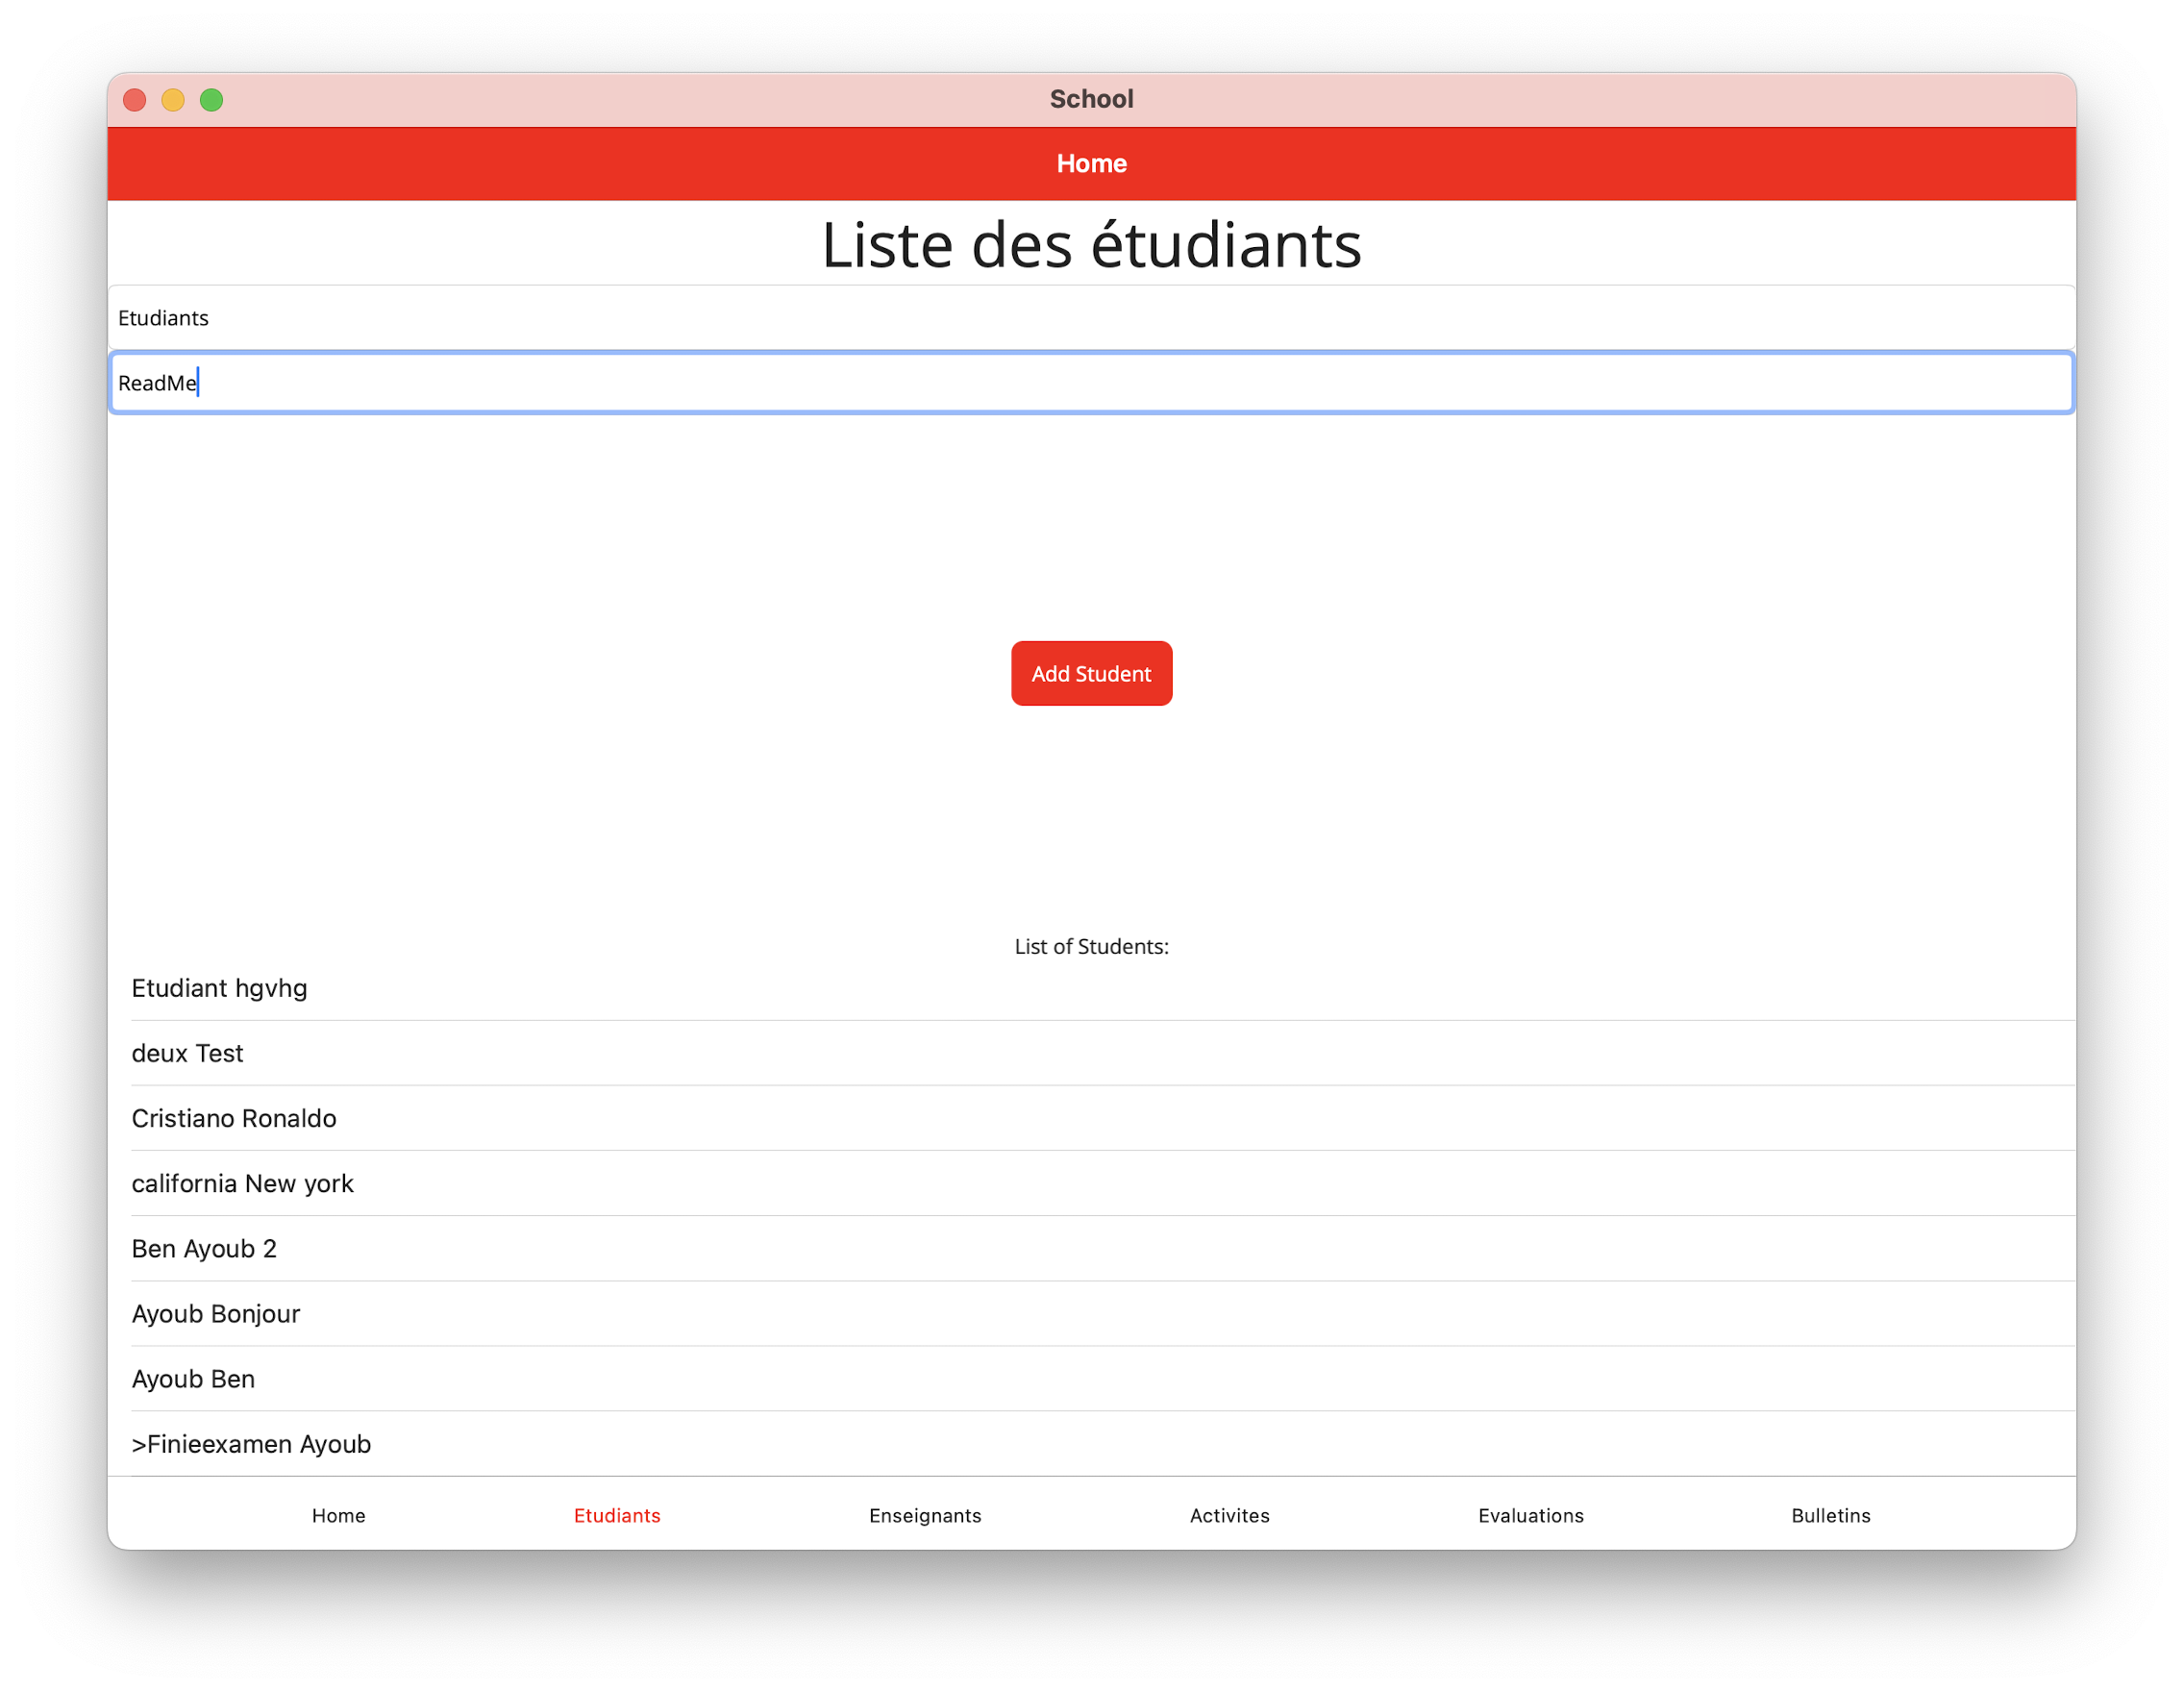 School
Home
Liste des étudiants
Etudiants
ReadMe
Add Student
List of Students:
Etudiant hgvhg
deux Test
Cristiano Ronaldo
california New york
Ben Ayoub 2
Ayoub Bonjour
Ayoub Ben
>Finieexamen Ayoub
Home Etudiants Enseignants Activites Evaluations Bulletins